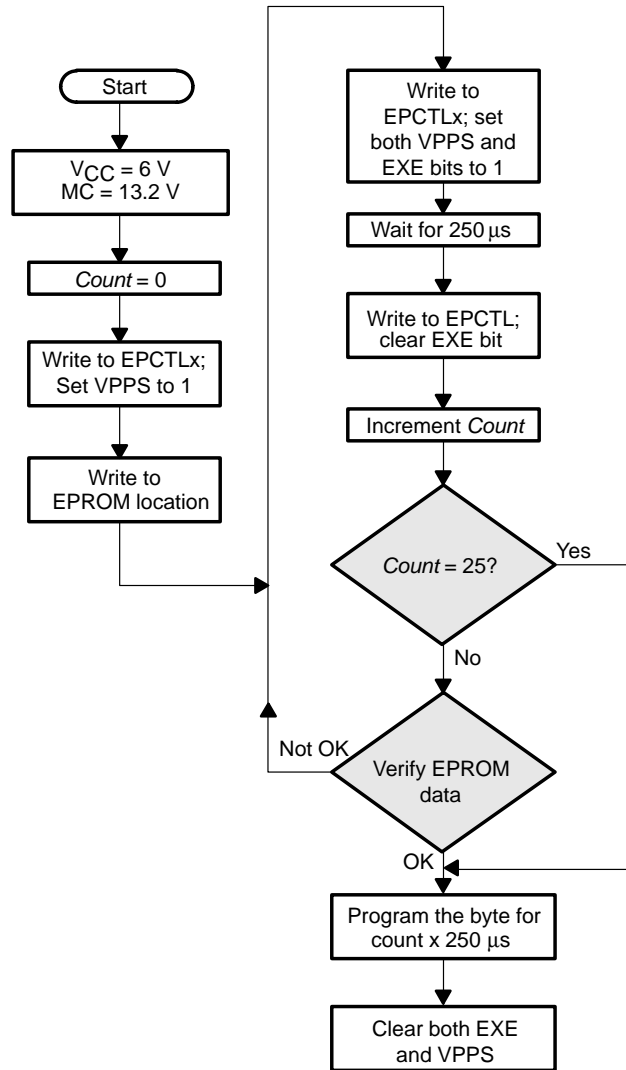 Start
VCC = 6 V
MC = 13.2 V
Count = 0
Write to EPCTLx;
Set VPPS to 1
Write to
EPROM location
Write to
EPCTLx; set
both VPPS and
EXE bits to 1
Wait for 250 µs
Write to EPCTL;
clear EXE bit
Increment Count
Count = 25?
Yes
No
Not OK
Verify EPROM
data
OK
Program the byte for
count x 250 µs
Clear both EXE
and VPPS